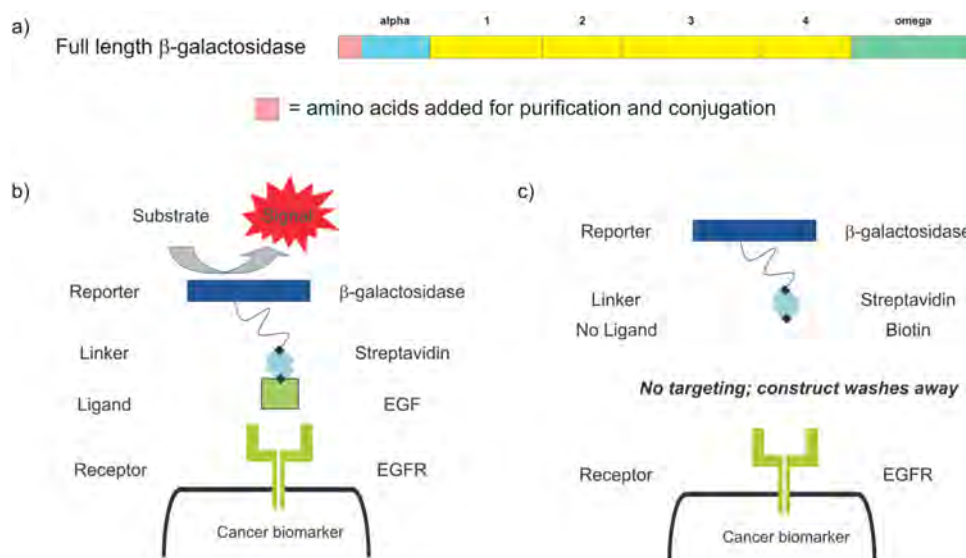 a)
alpha 1 2 3 4 omega
Full length β-galactosidase
= amino acids added for purification and conjugation
b)
Substrate Signal
Reporter β-galactosidase
Linker Streptavidin
Ligand EGF
Receptor EGFR
Cancer biomarker
c)
Reporter β-galactosidase
Linker Streptavidin
No Ligand Biotin
No targeting; construct washes away
Receptor EGFR
Cancer biomarker